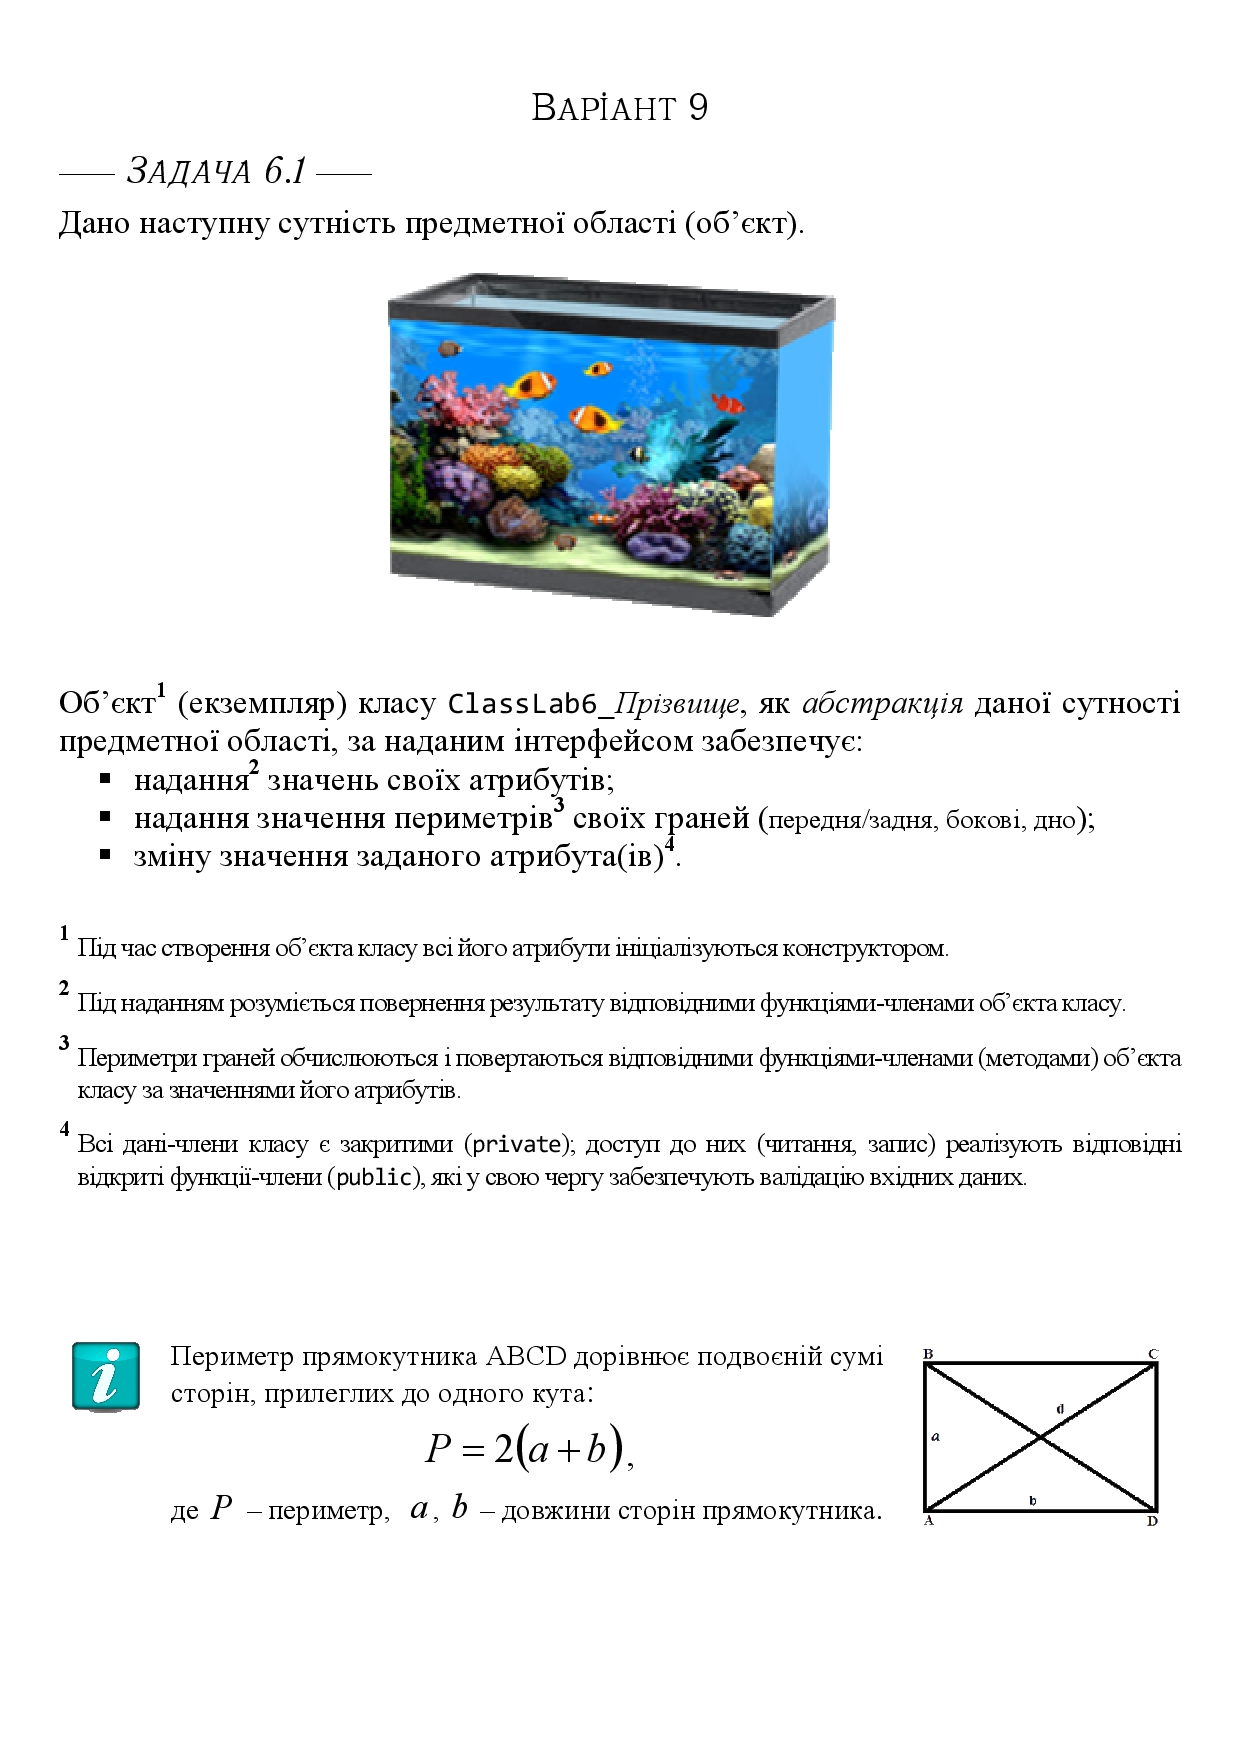 ВАРІАНТ 9
ЗАДАЧА 6.1
Дано наступну сутність предметної області (об’єкт).
Об’єкт1 (екземпляр) класу ClassLab6_Прізвище, як абстракція даної сутності
предметної області, за наданим інтерфейсом забезпечує:
▪ надання2 значень своїх атрибутів;
▪ надання значення периметрів3 своїх граней (передня/задня, бокові, дно);
▪ зміну значення заданого атрибута(ів)4.
1 Під час створення об’єкта класу всі його атрибути ініціалізуються конструктором.
2 Під наданням розуміється повернення результату відповідними функціями-членами об’єкта класу.
3 Периметри граней обчислюються і повертаються відповідними функціями-членами (методами) об’єкта
класу за значеннями його атрибутів.
4 Всі дані-члени класу є закритими (private); доступ до них (читання, запис) реалізують відповідні
відкриті функції-члени (public), які у свою чергу забезпечують валідацію вхідних даних.
Периметр прямокутника ABCD дорівнює подвоєній сумі
сторін, прилеглих до одного кута:
P = 2(a + b),
де P – периметр, a, b – довжини сторін прямокутника.
B C
d
a
b
A D